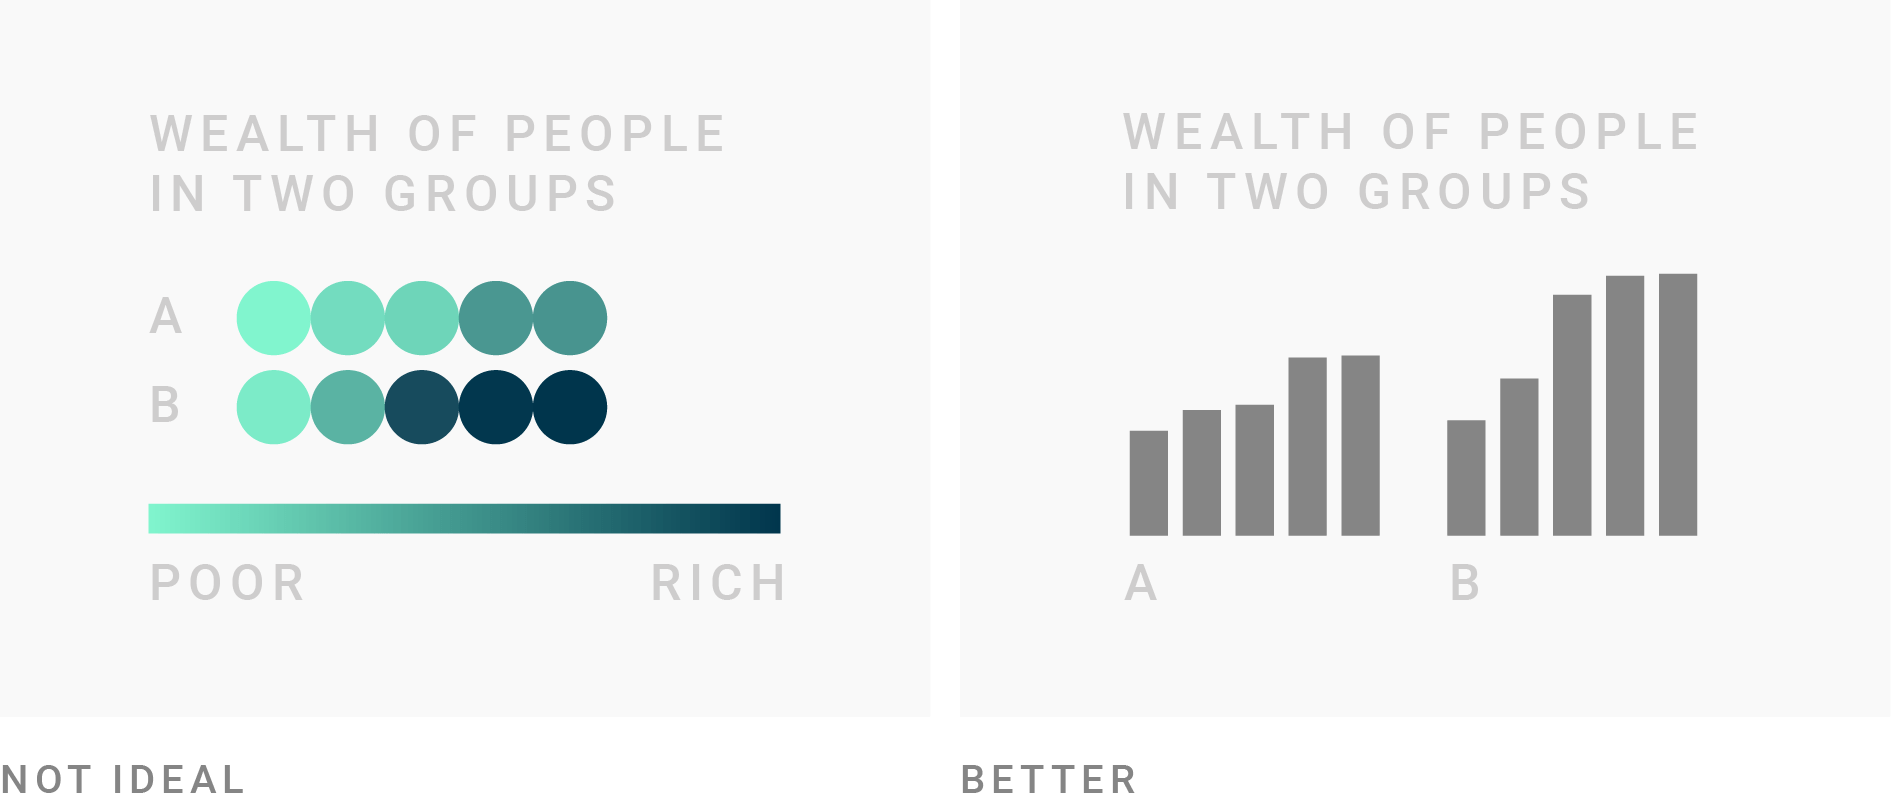 WEALTH OF PEOPLE
IN TWO GROUPS
A
B
POOR RICH
NOT IDEAL
WEALTH OF PEOPLE
IN TWO GROUPS
A B
BETTER